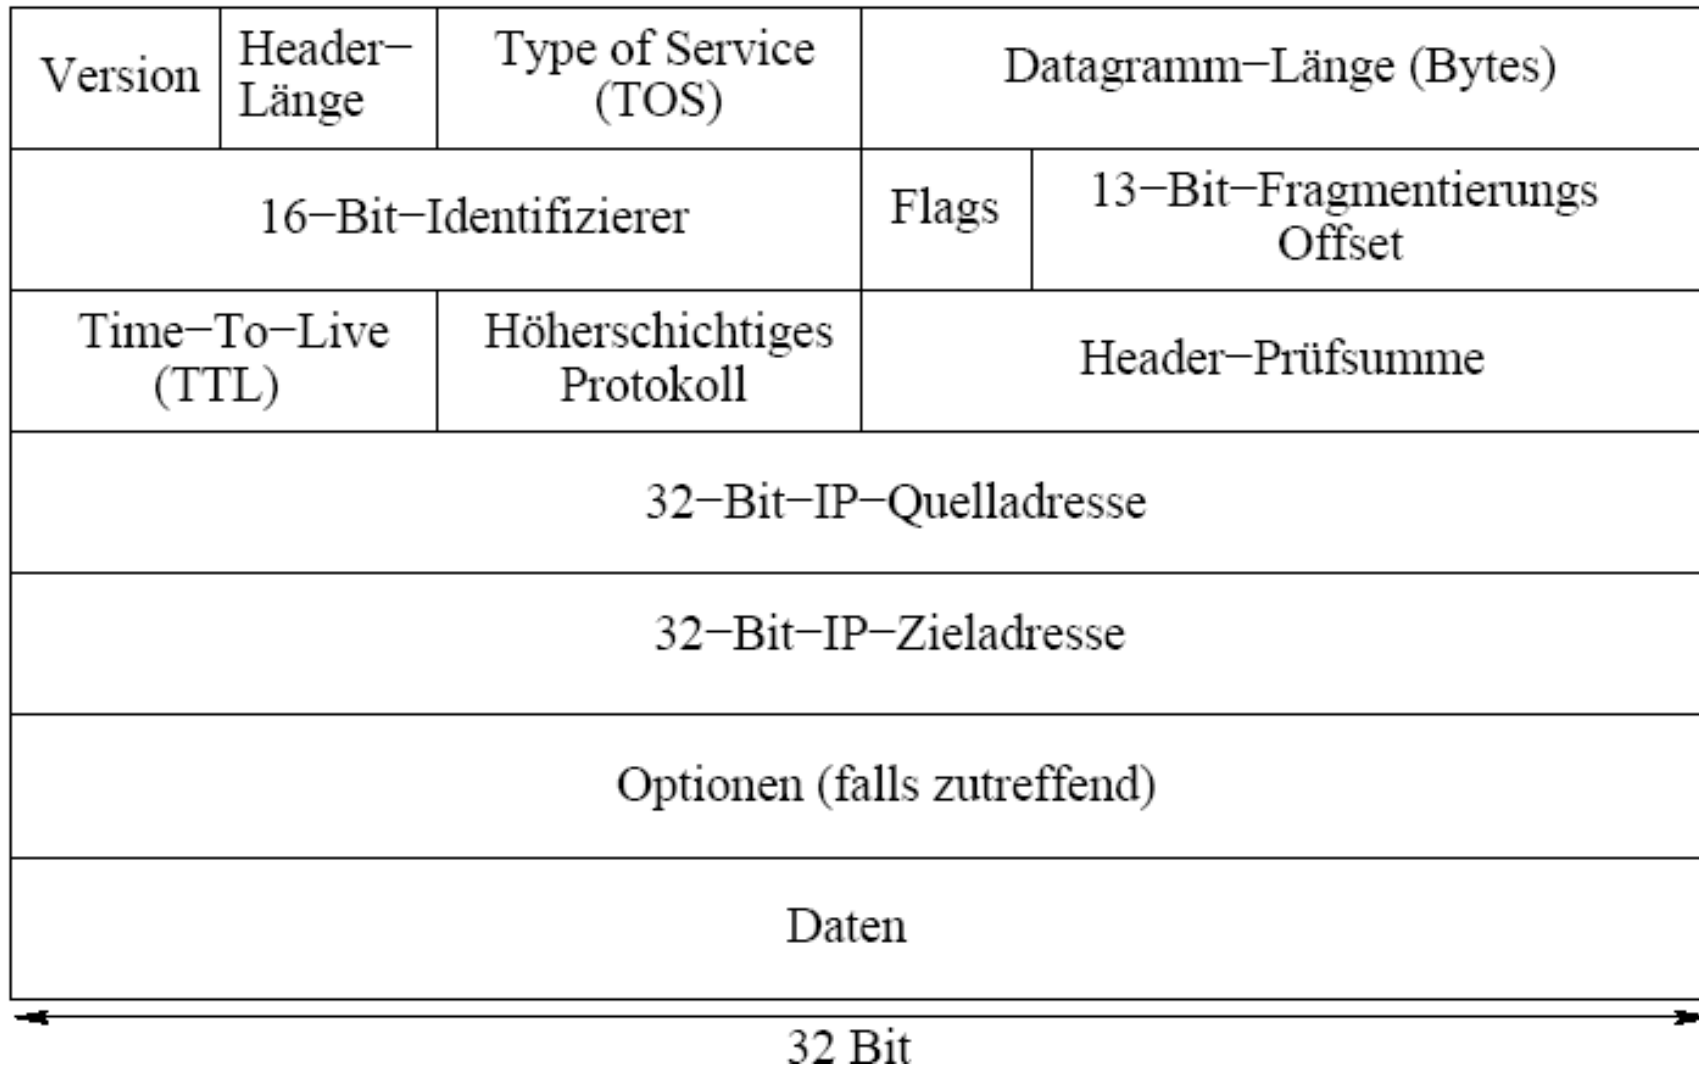 Version
Header–
Länge
Type of Service
(TOS)
Datagramm–Länge (Bytes)
16–Bit–Identifizierer
Flags
13–Bit–Fragmentierungs
Offset
Time–To–Live
(TTL)
Höherschichtiges
Protokoll
Header–Prüfsumme
32–Bit–IP–Quelladresse
32–Bit–IP–Zieladresse
Optionen (falls zutreffend)
Daten
32 Bit